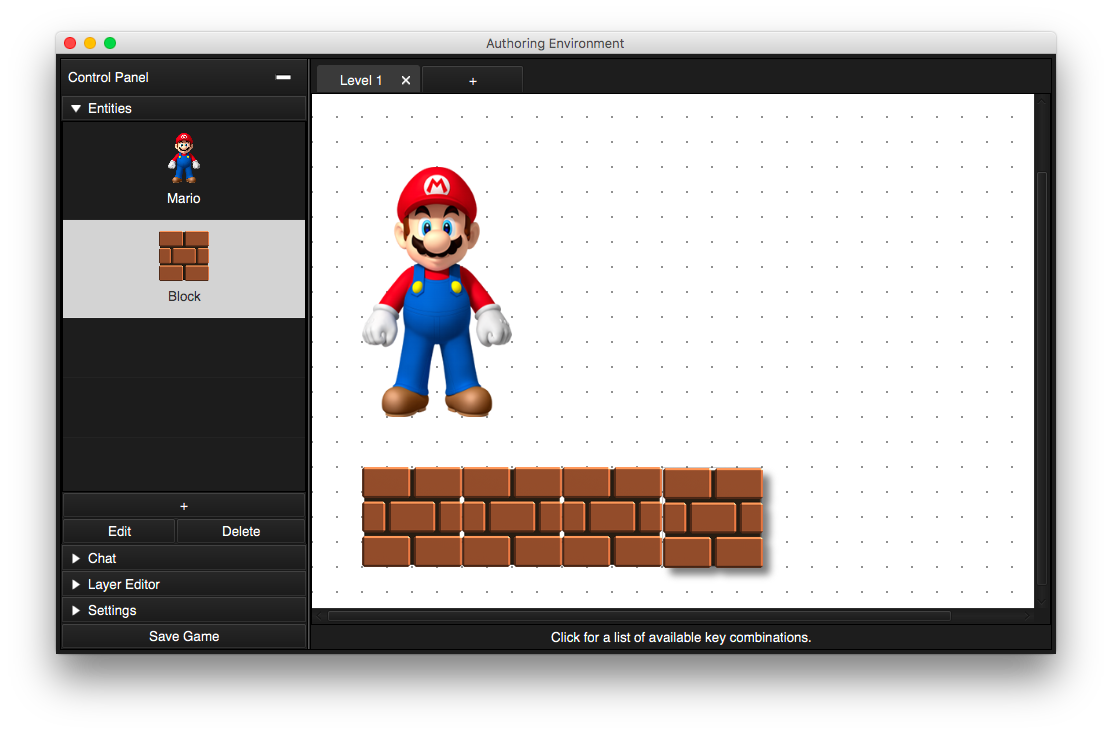 Authoring Environment
Control Panel
Level 1
+
Entities
Mario
Block
M
+
Edit
Delete
Chat
Layer Editor
Settings
Save Game
Click for a list of available key combinations.